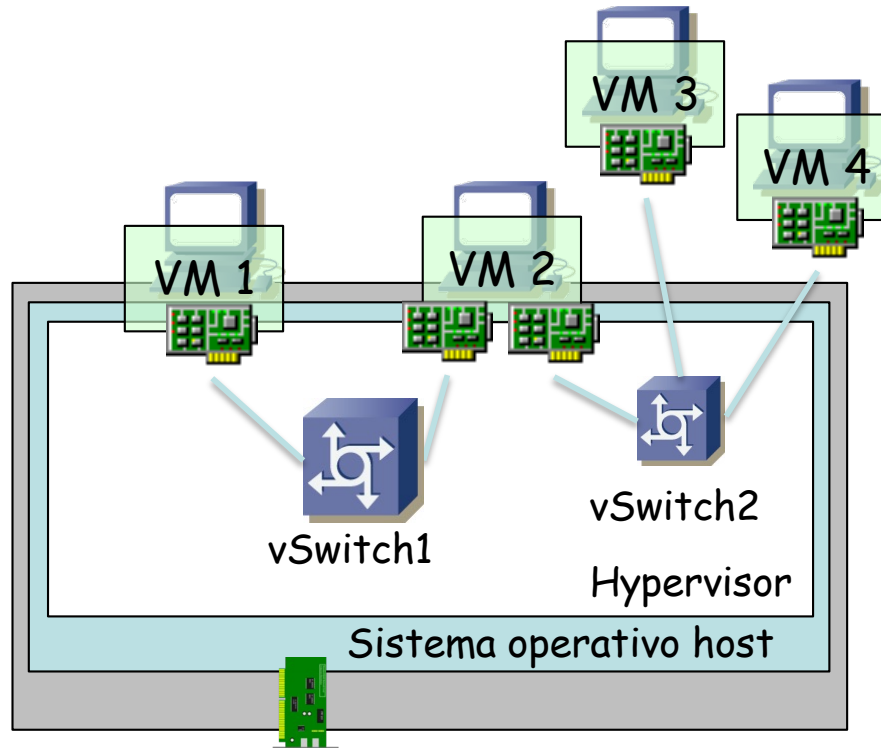 VM 3
VM 4
VM 1
VM 2
vSwitch2
vSwitch1
Hypervisor
Sistema operativo host